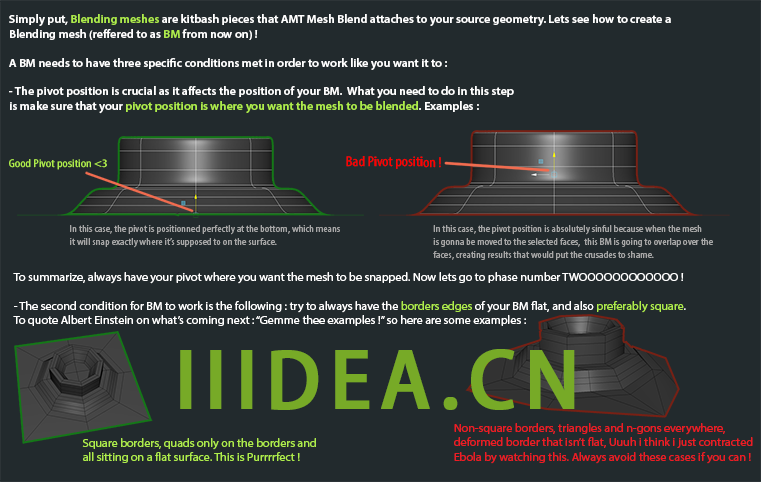 Simply put, Blending meshes are kitbash pieces that AMT Mesh Blend attaches to your source geometry. Lets see how to create a
Blending mesh (reffered to as BM from now on) !
A BM needs to have three specific conditions met in order to work like you want it to :
- The pivot position is crucial as it affects the position of your BM. What you need to do in this step
is make sure that your pivot position is where you want the mesh to be blended. Examples :
Good Pivot position <3
Bad Pivot position !
In this case, the pivot is positionned perfectly at the bottom, which means
it will snap exactly where it's supposed to on the surface.
In this case, the pivot position is absolutely sinful because when the mesh
is gonna be moved to the selected faces, this BM is going to overlap over the
faces, creating results that would put the crusades to shame.
To summarize, always have your pivot where you want the mesh to be snapped. Now lets go to phase number TWOOOOOOOOOOOO !
- The second condition for BM to work is the following : try to always have the borders edges of your BM flat, and also preferably square.
To quote Albert Einstein on what's coming next : "Gemme thee examples !" so here are some examples :
IIIDEA.CN
Square borders, quads only on the borders and
all sitting on a flat surface. This is Purrrrfect !
Non-square borders, triangles and n-gons everywhere,
deformed border that isn't flat, Uuuh i think i just contracted
Ebola by watching this. Always avoid these cases if you can !